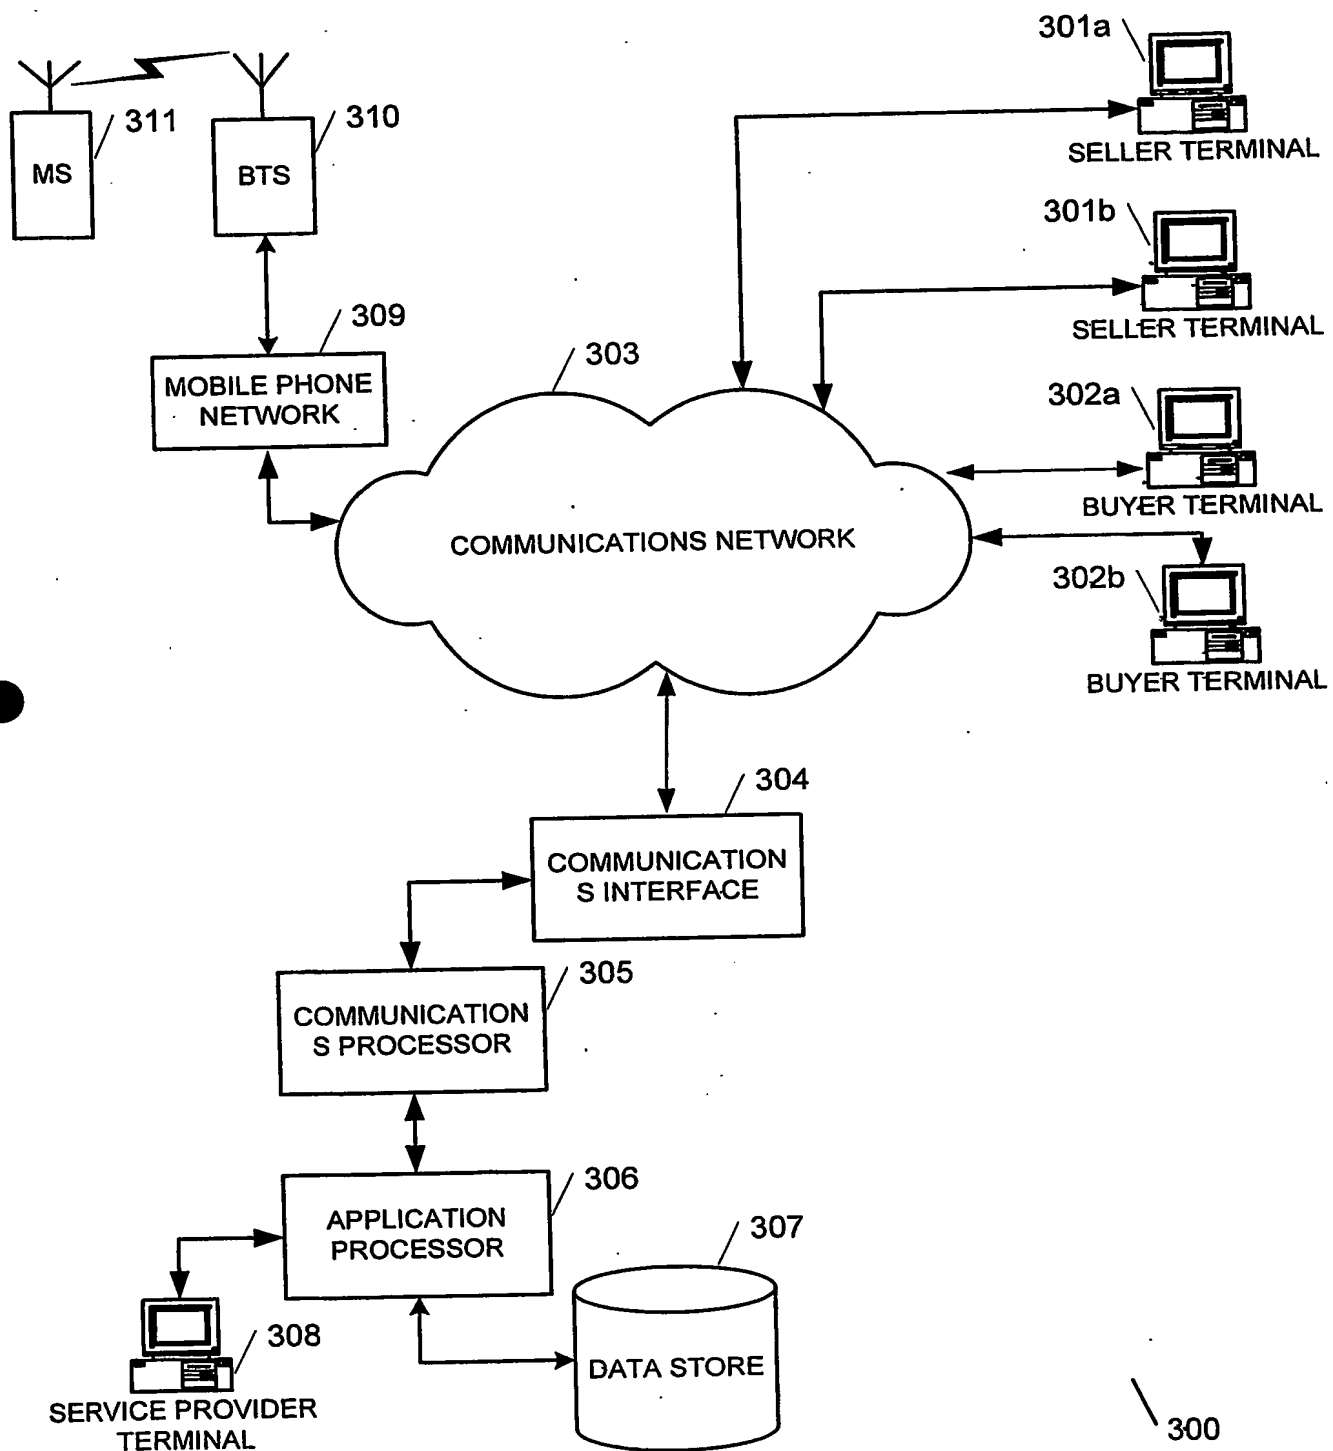 301a
311
310
MS
BTS
SELLER TERMINAL
301b
309
303
SELLER TERMINAL
MOBILE PHONE
NETWORK
302a
BUYER TERMINAL
COMMUNICATIONS NETWORK
302b
BUYER TERMINAL
304
COMMUNICATION
S INTERFACE
305
COMMUNICATION
S PROCESSOR
306
APPLICATION
PROCESSOR
307
308
DATA STORE
SERVICE PROVIDER
TERMINAL
300